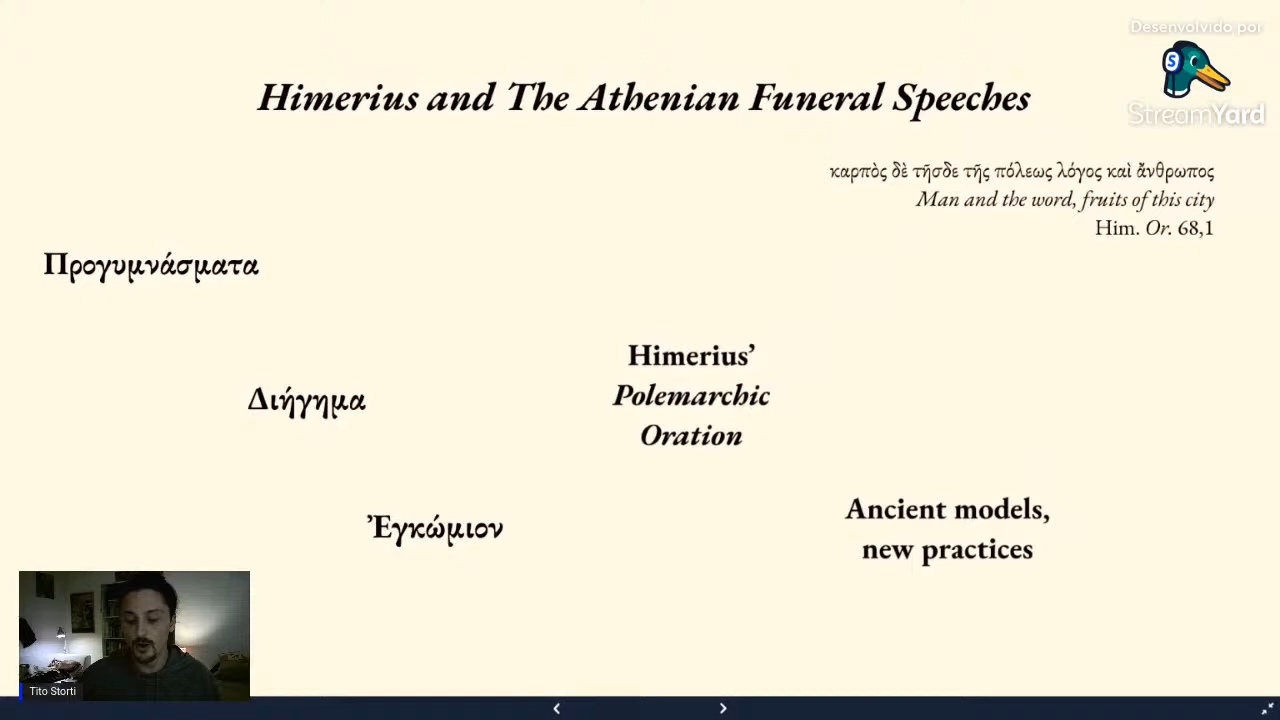 Desenvolvido por
StreamYard
Himerius and The Athenian Funeral Speeches
καρπὸς δὲ τῆσδε τῆς πόλεως λόγος καὶ ἄνθρωπος
Man and the word, fruits of this city
Him. Or. 68,1
Προγυμνάσματα
Διήγημα
Ἐγκώμιον
Himerius’
Polemarchic
Oration
Ancient models,
new practices
Tito Storti